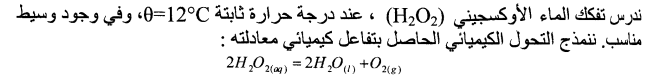 ندرس تفكك الماء الأوكسجيني (H₂O₂) ، عند درجة حرارة ثابتة θ=12°C، وفي وجود وسيط
مناسب. ننمذج التحول الكيميائي الحاصل بتفاعل كيميائي معادلته :
2H₂O₂(aq) = 2H₂O(l) + O₂(g)